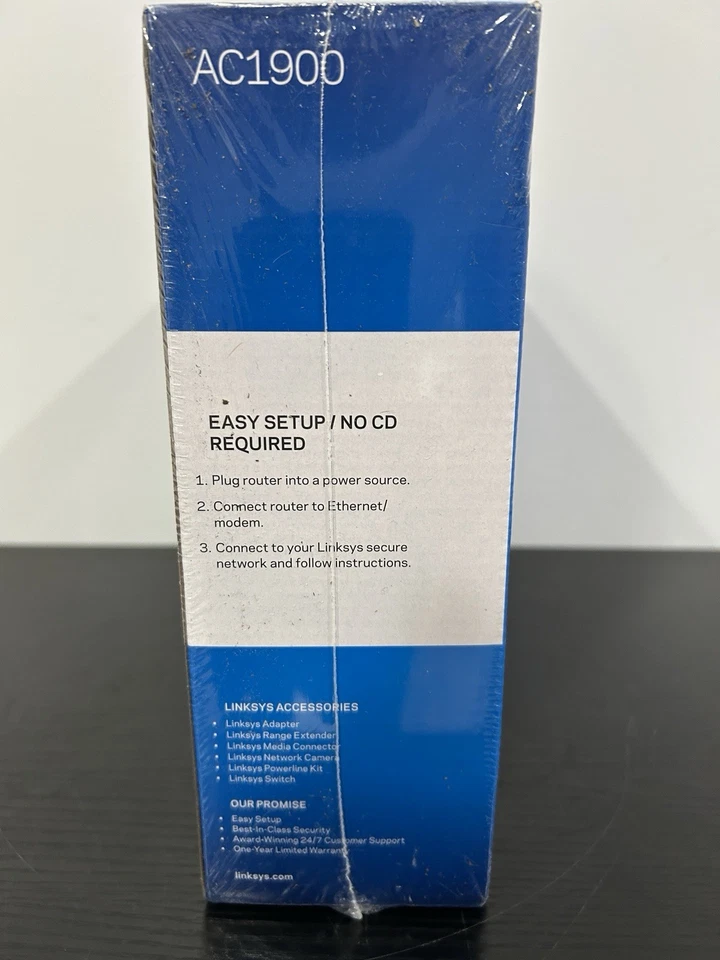 AC1900
EASY SETUP / NO CD
REQUIRED
1. Plug router into a power source.
2. Connect router to Ethernet/
modem.
3. Connect to your Linksys secure
network and follow instructions.
LINKSYS ACCESSORIES
• Linksys Adapter
• Linksys Range Extender
• Linksys Media Connector
• Linksys Network Camera
• Linksys Powerline Kit
• Linksys Switch
OUR PROMISE
• Easy Setup
• Best-In-Class Security
• Award-Winning 24/7 Customer Support
• One-Year Limited Warranty
linksys.com